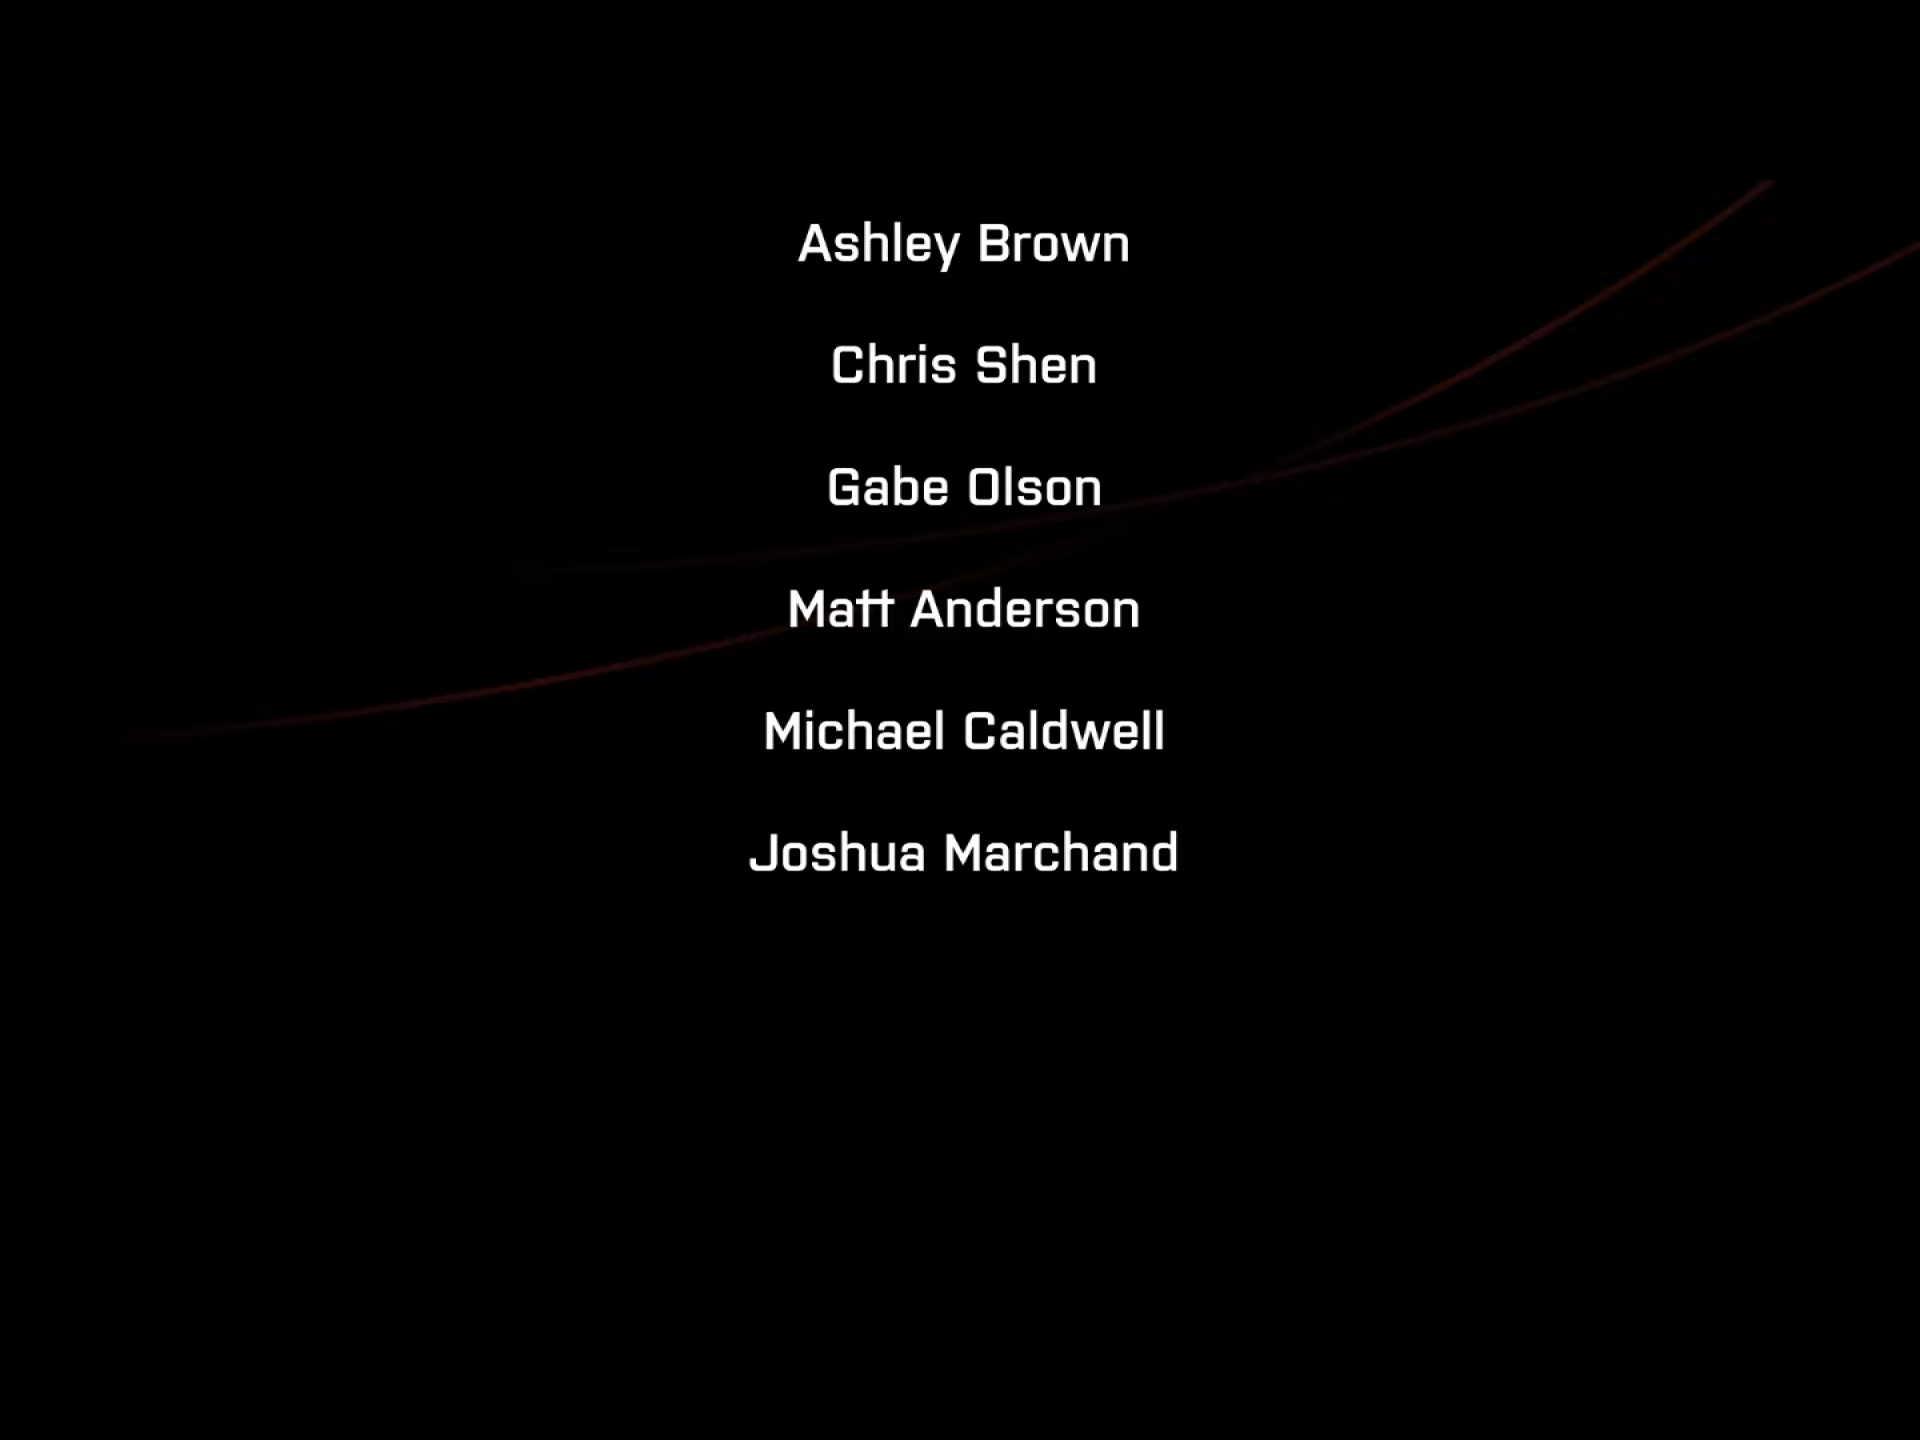 Ashley Brown
Chris Shen
Gabe Olson
Matt Anderson
Michael Caldwell
Joshua Marchand